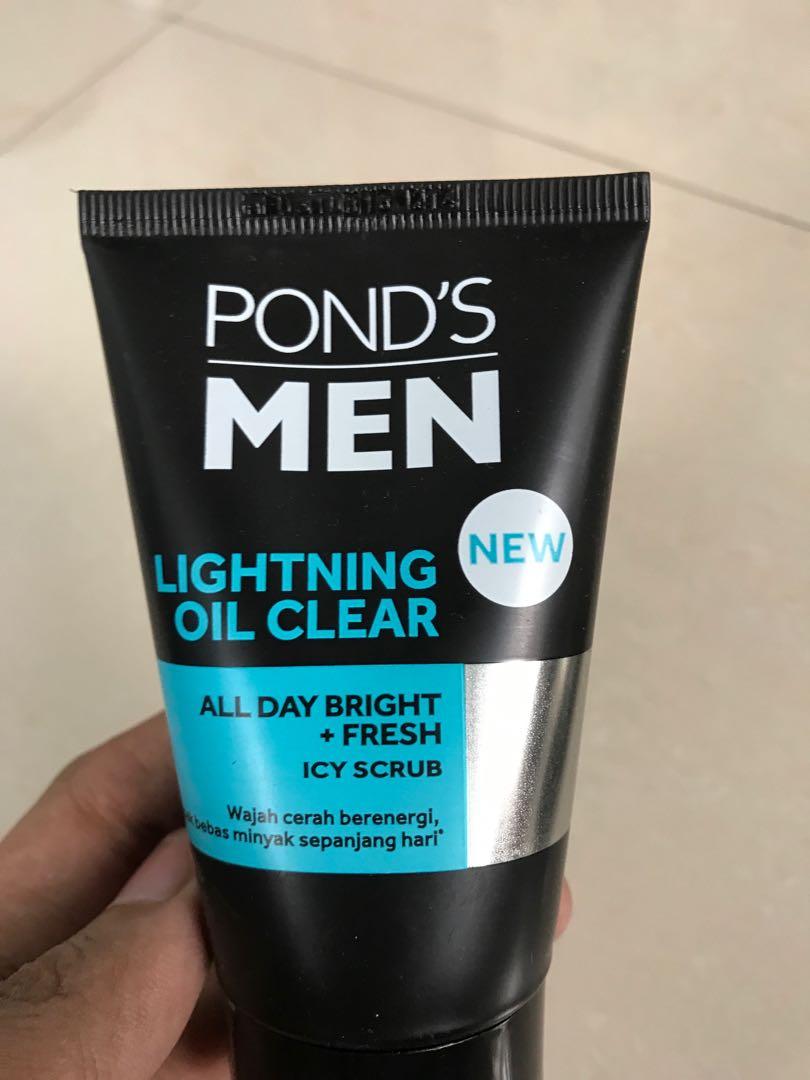 POND'S
MEN
NEW
LIGHTNING
OIL CLEAR
ALL DAY BRIGHT
+ FRESH
ICY SCRUB
Wajah cerah berenergi,
bebas minyak sepanjang hari*